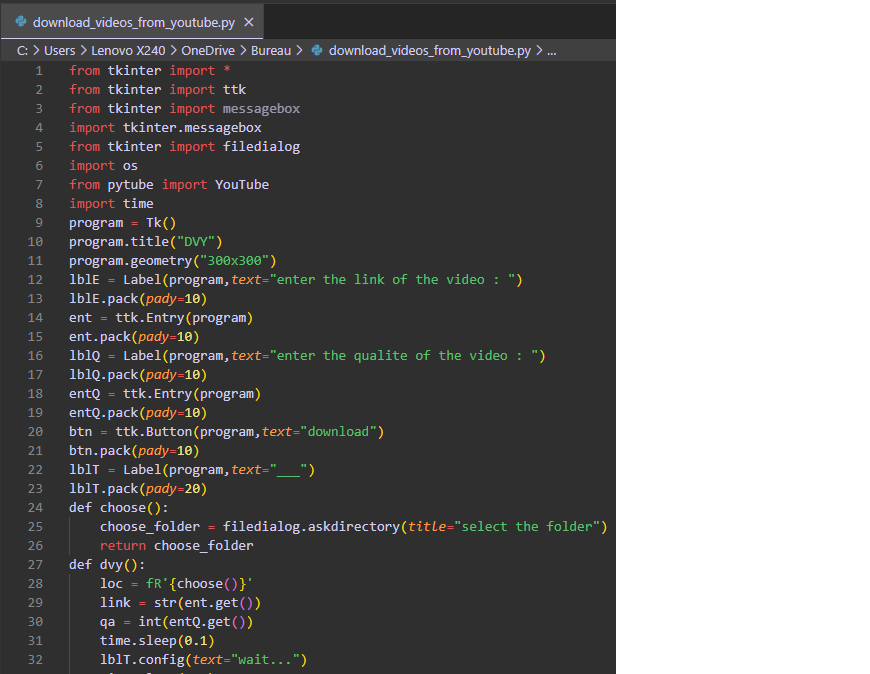 download_videos_from_youtube.py ×
C: > Users > Lenovo X240 > OneDrive > Bureau > download_videos_from_youtube.py > ...
1 from tkinter import *
2 from tkinter import ttk
3 from tkinter import messagebox
4 import tkinter.messagebox
5 from tkinter import filedialog
6 import os
7 from pytube import YouTube
8 import time
9 program = Tk()
10 program.title("DVY")
11 program.geometry("300x300")
12 lblE = Label(program,text="enter the link of the video : ")
13 lblE.pack(pady=10)
14 ent = ttk.Entry(program)
15 ent.pack(pady=10)
16 lblQ = Label(program,text="enter the qualite of the video : ")
17 lblQ.pack(pady=10)
18 entQ = ttk.Entry(program)
19 entQ.pack(pady=10)
20 btn = ttk.Button(program,text="download")
21 btn.pack(pady=10)
22 lblT = Label(program,text="___")
23 lblT.pack(pady=20)
24 def choose():
25     choose_folder = filedialog.askdirectory(title="select the folder")
26     return choose_folder
27 def dvy():
28     loc = fR'{choose()}'
29     link = str(ent.get())
30     qa = int(entQ.get())
31     time.sleep(0.1)
32     lblT.config(text="wait...")